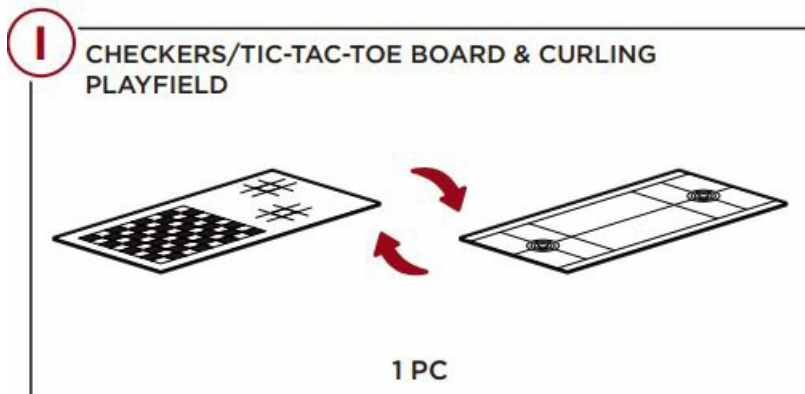 I
CHECKERS/TIC-TAC-TOE BOARD & CURLING
PLAYFIELD
1 PC